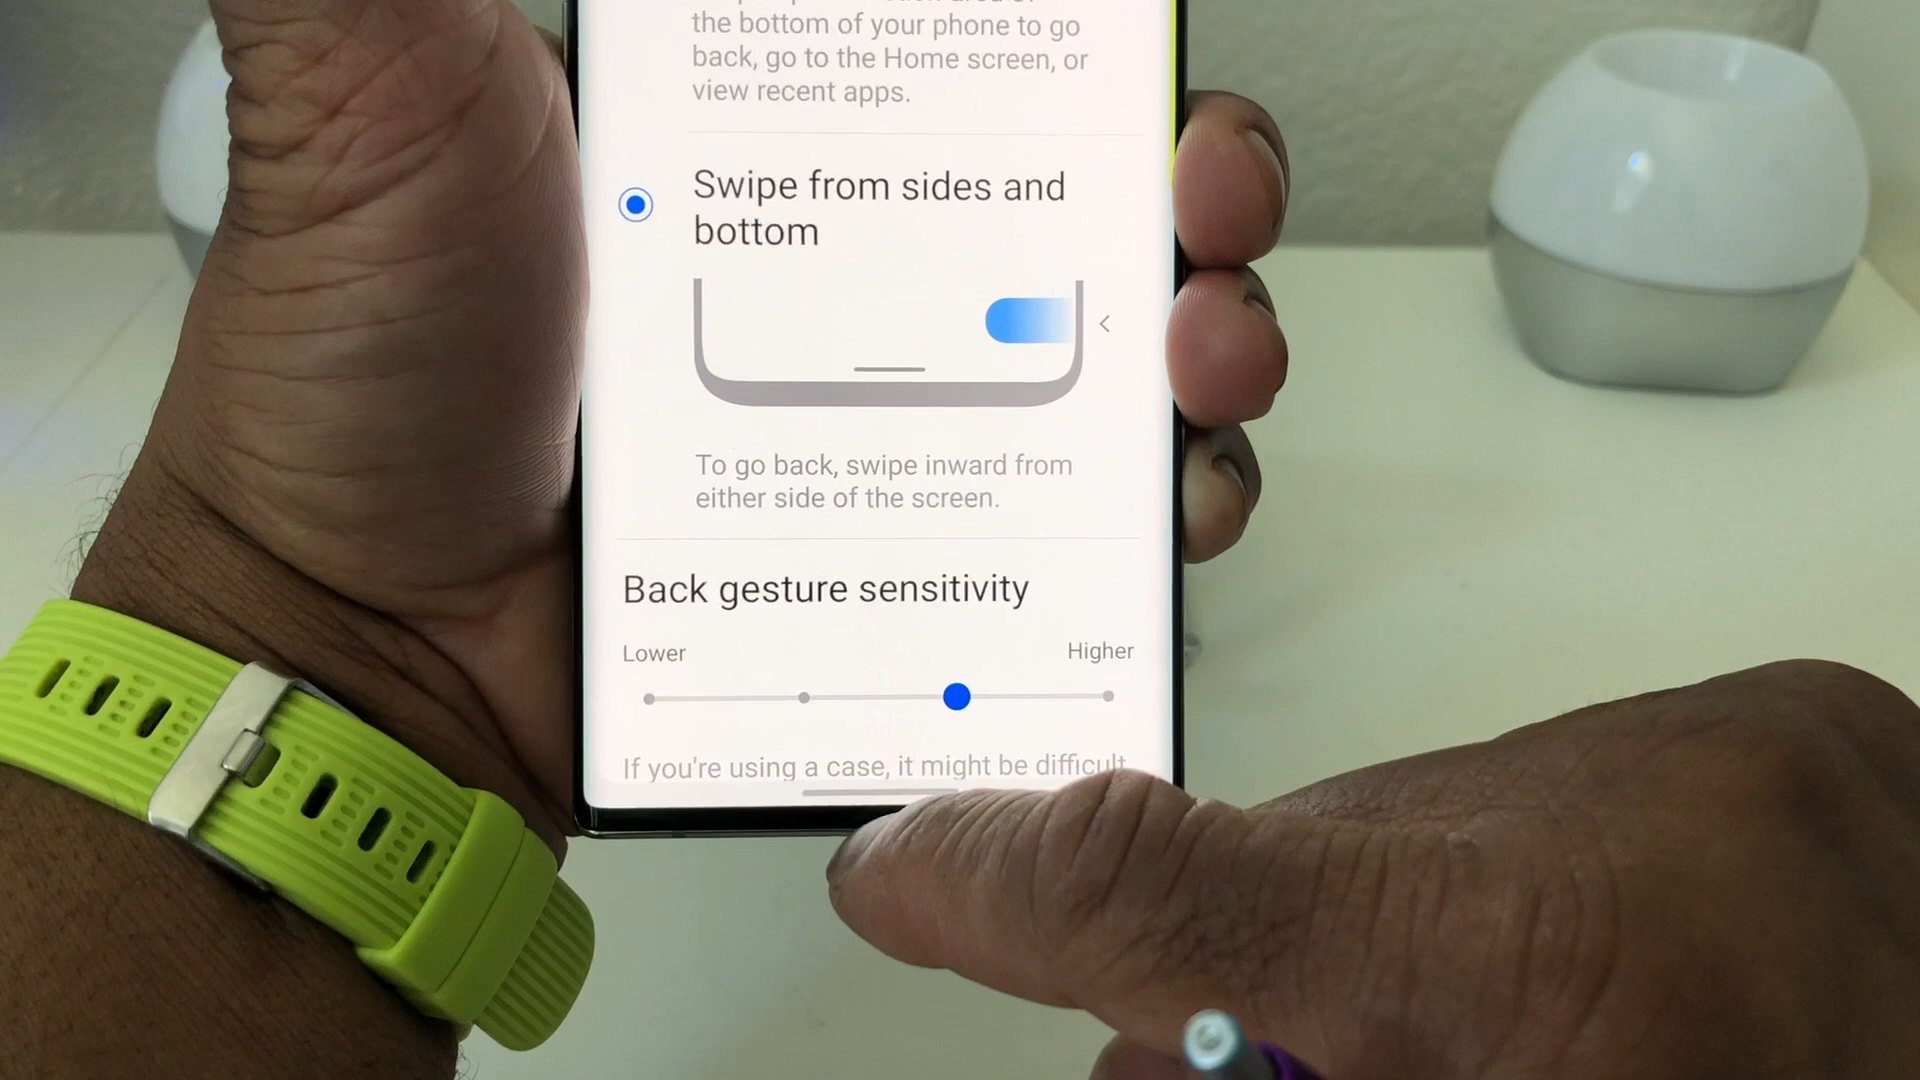 the bottom of your phone to go
back, go to the Home screen, or
view recent apps.
Swipe from sides and
bottom
To go back, swipe inward from
either side of the screen.
Back gesture sensitivity
Lower
Higher
If you're using a case, it might be difficult